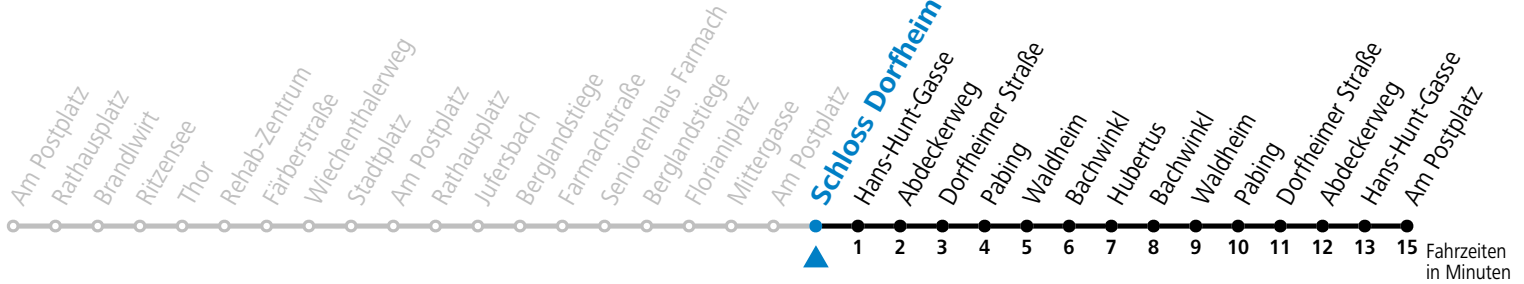 Am Postplatz
Rathausplatz
Brandlwirt
Ritzensee
Thor
Rehab-Zentrum
Färberstraße
Wiechenthalerweg
Stadtplatz
Am Postplatz
Rathausplatz
Jufersbach
Berglandstiege
Farmachstraße
Seniorenhaus Farmach
Berglandstiege
Florianiplatz
Mittergasse
Am Postplatz
Schloss Dorfheim
Hans-Hunt-Gasse
Abdeckerweg
Dorfheimer Straße
Pabing
Waldheim
Bachwinkl
Hubertus
Bachwinkl
Waldheim
Pabing
Dorfheimer Straße
Abdeckerweg
Hans-Hunt-Gasse
Am Postplatz
1 2 3 4 5 6 7 8 9 10 11 12 13 15
Fahrzeiten
in Minuten